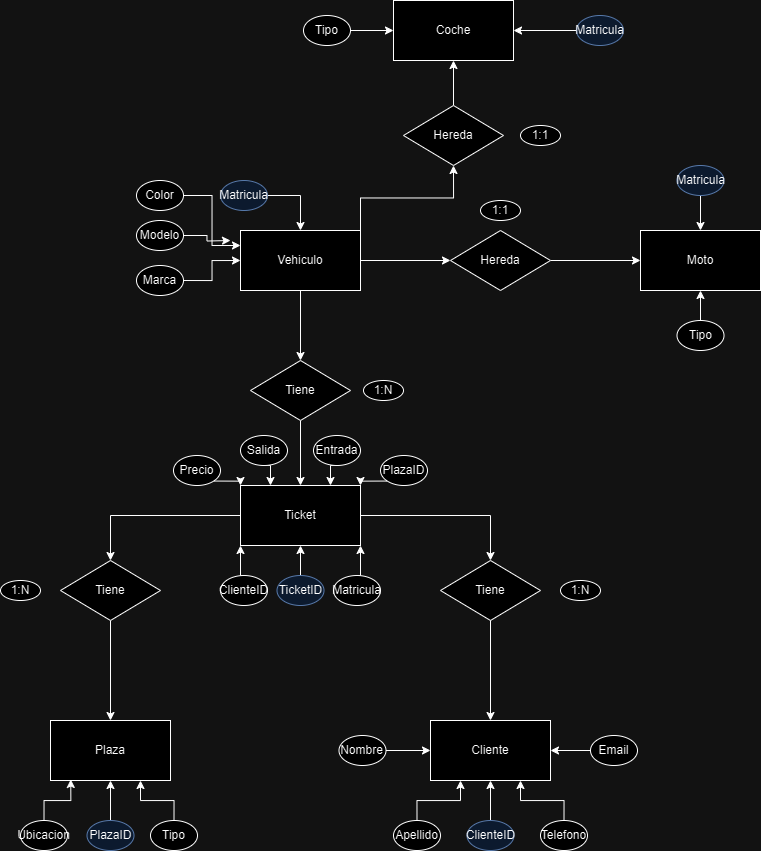 Tipo
Coche
Matricula
Hereda
1:1
Color
Matricula
Matricula
1:1
Modelo
Vehiculo
Hereda
Moto
Marca
Tipo
Tiene
1:N
Salida
Entrada
Precio
PlazaID
Ticket
1:N
Tiene
ClienteID
TicketID
Matricula
Tiene
1:N
Plaza
Nombre
Cliente
Email
Ubicacion
PlazaID
Tipo
Apellido
ClienteID
Telefono